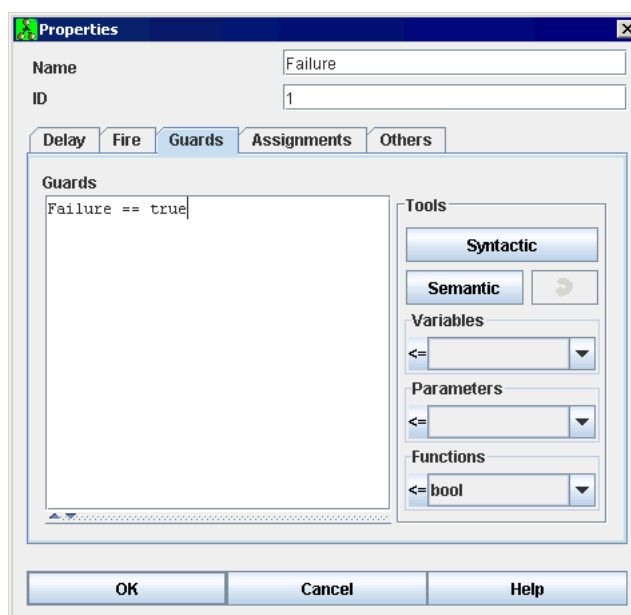 Properties
Name Failure
ID 1
Delay Fire Guards Assignments Others
Guards
Failure == true
Tools
Syntactic
Semantic
Variables
<=
Parameters
<=
Functions
<= bool
OK Cancel Help